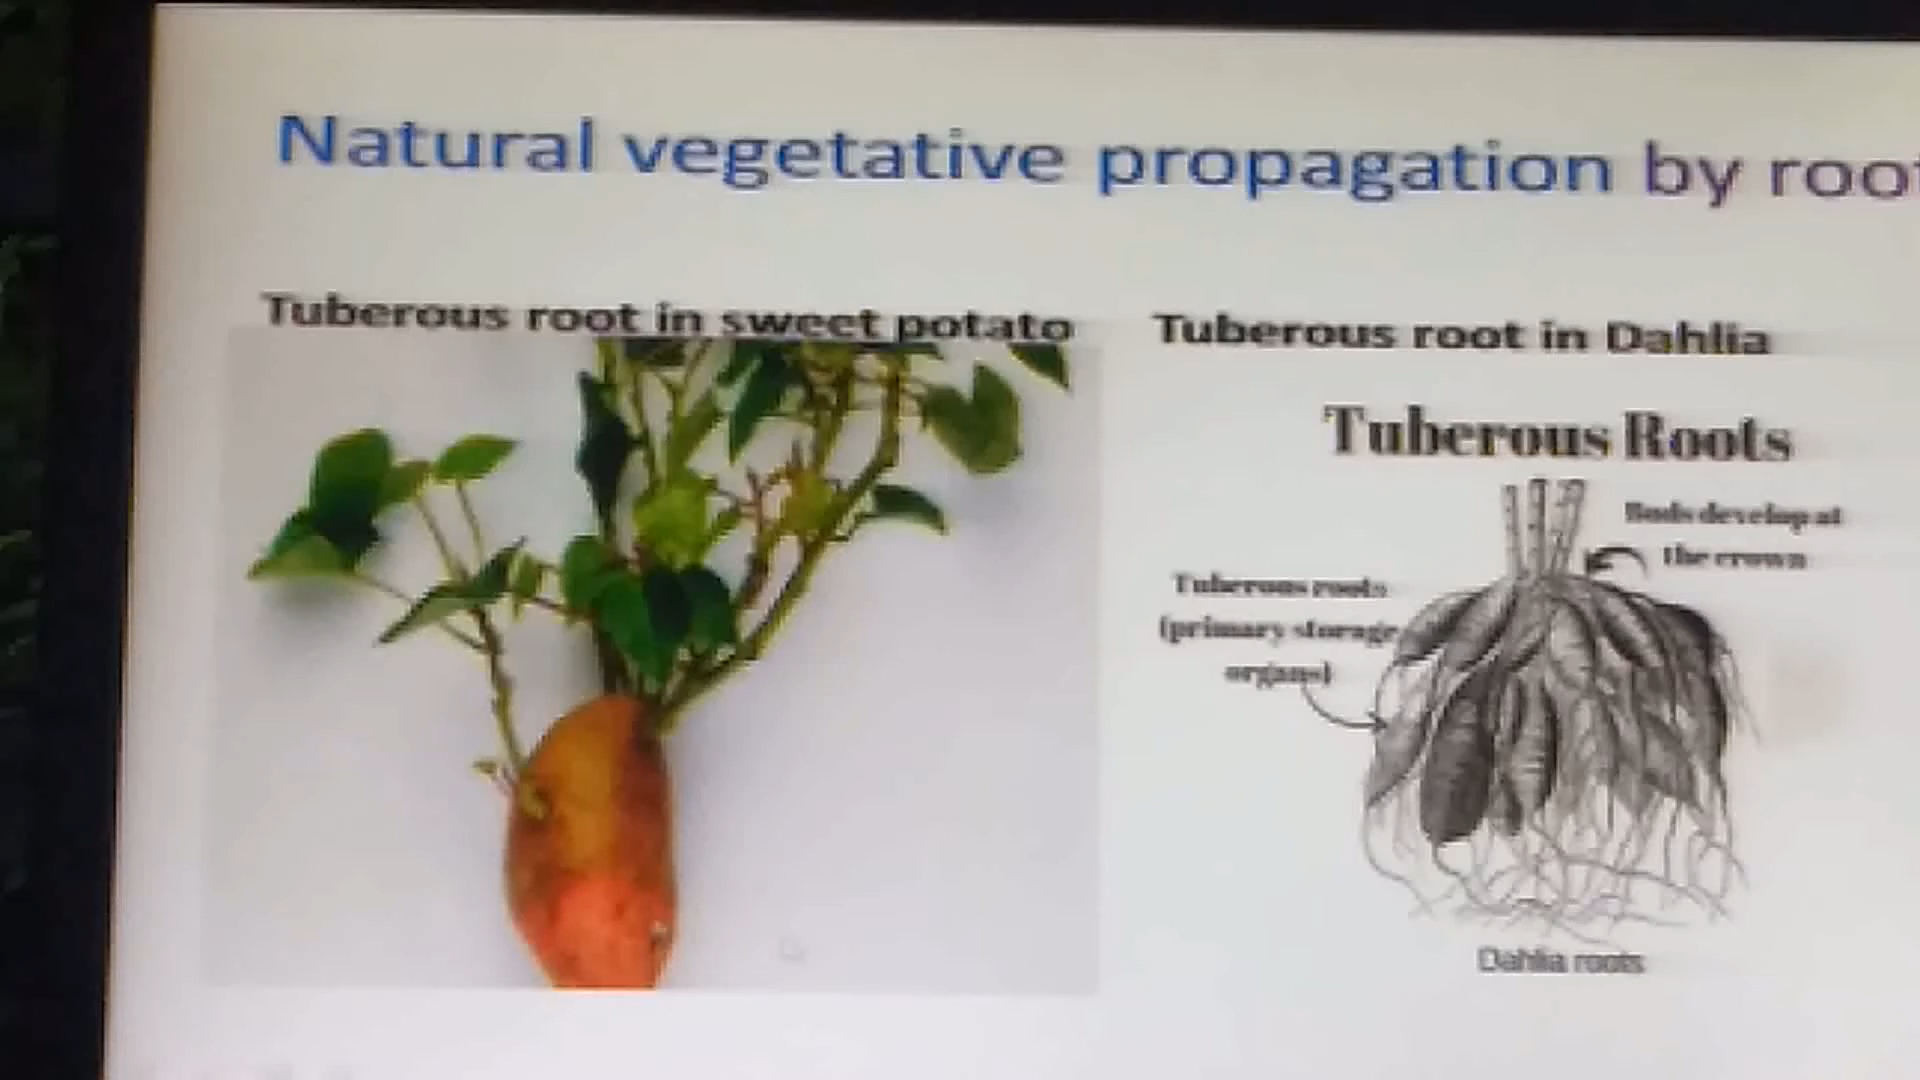 Natural vegetative propagation by root
Tuberous root in sweet potato
Tuberous root in Dahlia
Tuberous Roots
Buds develop at
the crown
Tuberous roots
(primary storage
organs)
Dahlia roots